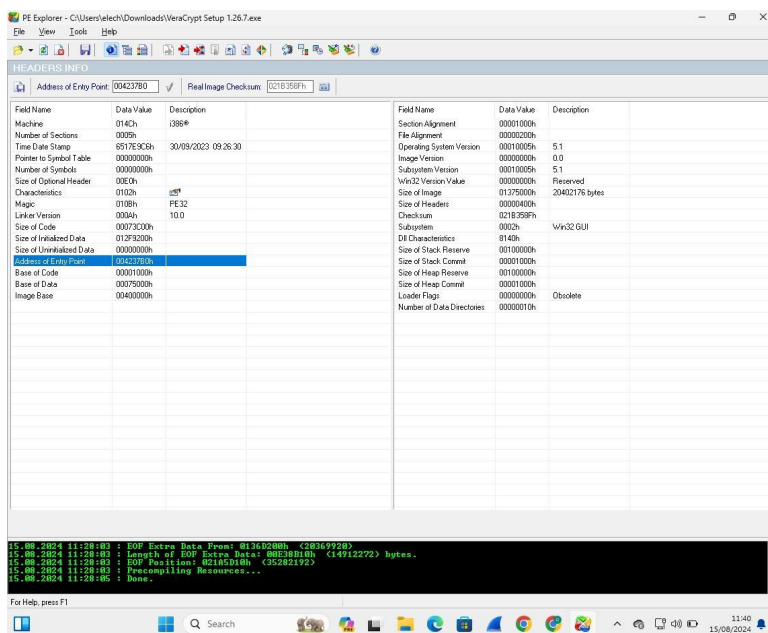 PE Explorer - C:\Users\elech\Downloads\VeraCrypt Setup 1.26.7.exe
File View Tools Help
HEADERS INFO
Address of Entry Point: 004237B0 Real Image Checksum: 021B358Fh
Field Name Data Value Description
Machine 014Ch i386®
Number of Sections 0005h
Time Date Stamp 6517E9C6h 30/09/2023 09:26:30
Pointer to Symbol Table 00000000h
Number of Symbols 00000000h
Size of Optional Header 00E0h
Characteristics 0102h
Magic 010Bh PE32
Linker Version 000Ah 10.0
Size of Code 00073C00h
Size of Initialized Data 012F9200h
Size of Uninitialized Data 00000000h
Address of Entry Point 004237B0h
Base of Code 00001000h
Base of Data 00075000h
Image Base 00400000h
Field Name Data Value Description
Section Alignment 00001000h
File Alignment 00000200h
Operating System Version 00010005h 5.1
Image Version 00000000h 0.0
Subsystem Version 00010005h 5.1
Win32 Version Value 00000000h Reserved
Size of Image 01375000h 20402176 bytes
Size of Headers 00000400h
Checksum 021B358Fh
Subsystem 0002h Win32 GUI
Dll Characteristics 8140h
Size of Stack Reserve 00100000h
Size of Stack Commit 00001000h
Size of Heap Reserve 00100000h
Size of Heap Commit 00001000h
Loader Flags 00000000h Obsolete
Number of Data Directories 00000010h
15.08.2024 11:28:03 : EOF Extra Data From: 0136D200h (20369920)
15.08.2024 11:28:03 : Length of EOF Extra Data: 00E38B10h (14912272) bytes.
15.08.2024 11:28:03 : EOF Position: 021A5D10h (35282192)
15.08.2024 11:28:03 : Precompiling Resources...
15.08.2024 11:28:05 : Done.
For Help, press F1
Search
11:40
15/08/2024